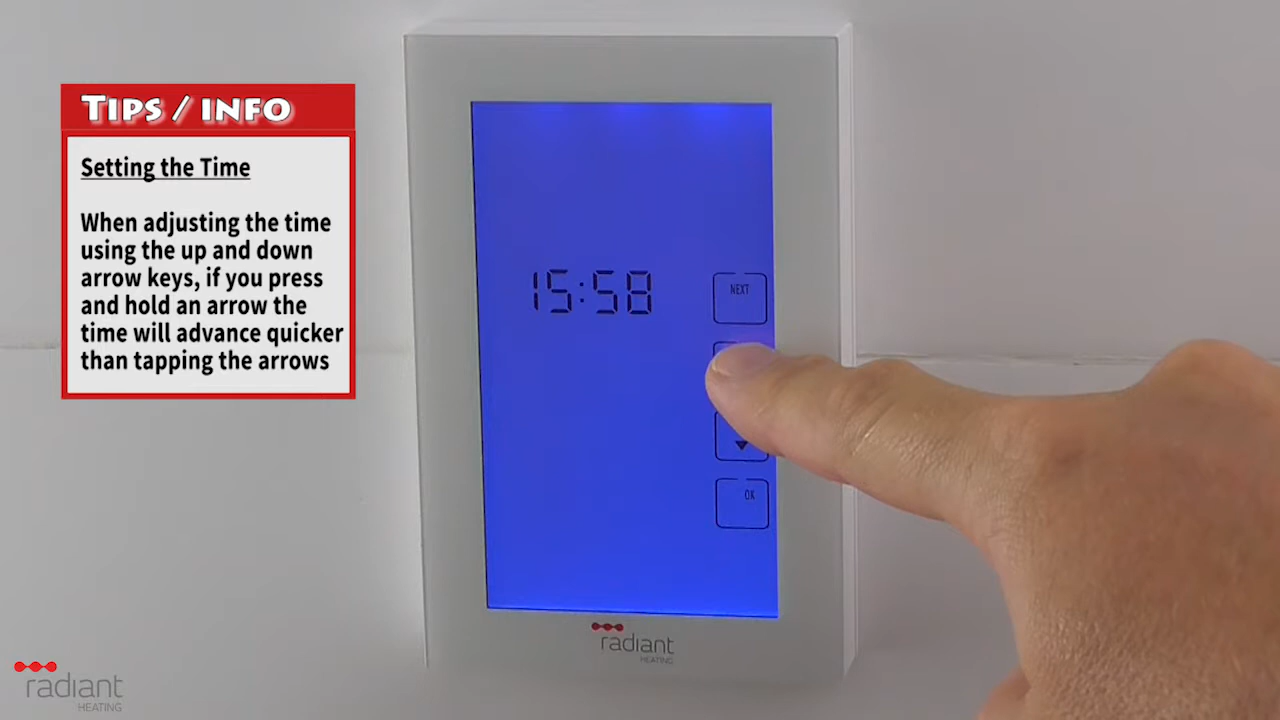 TIPS / INFO
Setting the Time
When adjusting the time
using the up and down
arrow keys, if you press
and hold an arrow the
time will advance quicker
than tapping the arrows
15:58
NEXT
OK
radiant
HEATING
radiant
HEATING